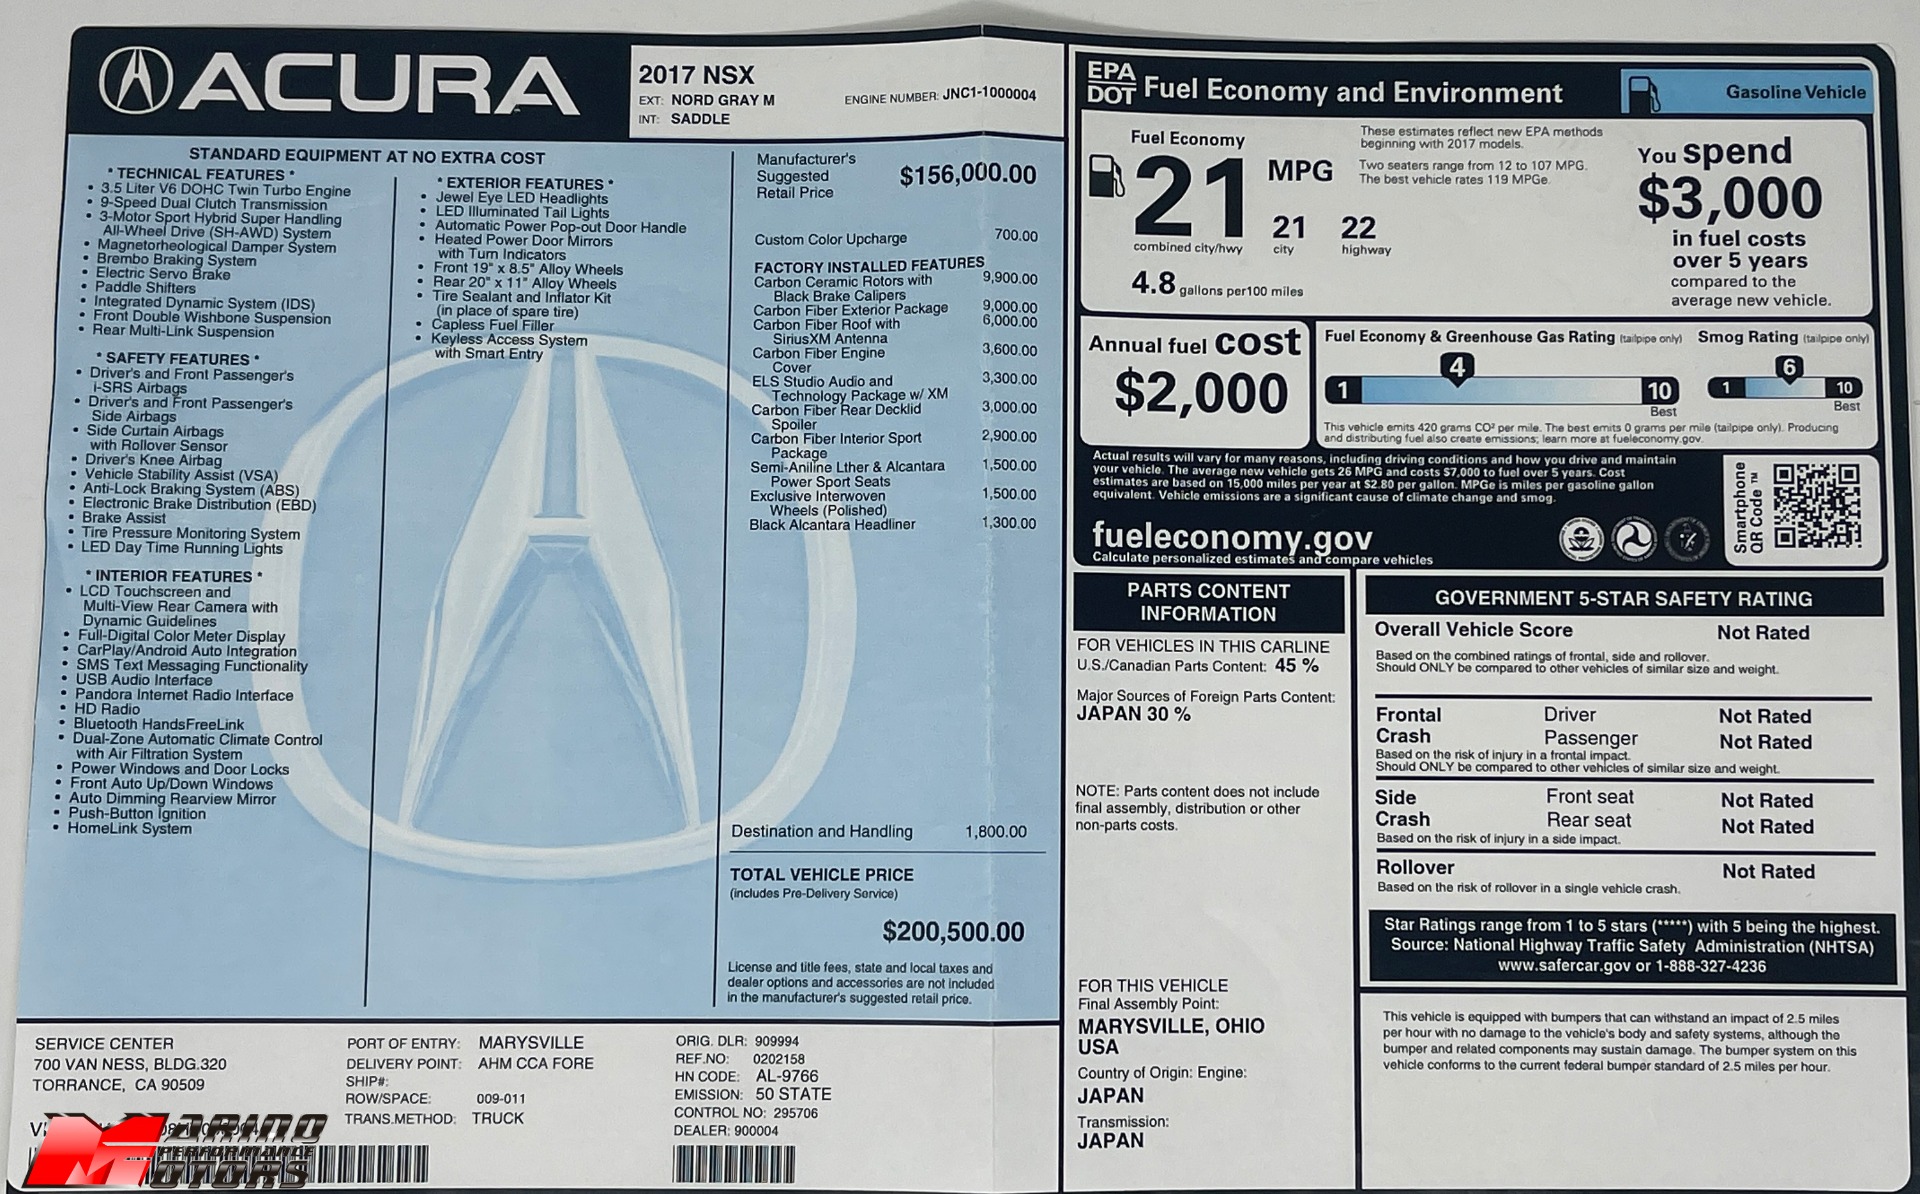 ACURA
2017 NSX
EXT: NORD GRAY M
INT: SADDLE
ENGINE NUMBER: JNC1-1000004
STANDARD EQUIPMENT AT NO EXTRA COST
* TECHNICAL FEATURES *
• 3.5 Liter V6 DOHC Twin Turbo Engine
• 9-Speed Dual Clutch Transmission
• 3-Motor Sport Hybrid Super Handling
All-Wheel Drive (SH-AWD) System
• Magnetorheological Damper System
• Brembo Braking System
• Electric Servo Brake
• Paddle Shifters
• Integrated Dynamic System (IDS)
• Front Double Wishbone Suspension
• Rear Multi-Link Suspension
* SAFETY FEATURES *
• Driver's and Front Passenger's
i-SRS Airbags
• Driver's and Front Passenger's
Side Airbags
• Side Curtain Airbags
with Rollover Sensor
• Driver's Knee Airbag
• Vehicle Stability Assist (VSA)
• Anti-Lock Braking System (ABS)
• Electronic Brake Distribution (EBD)
• Brake Assist
• Tire Pressure Monitoring System
• LED Day Time Running Lights
* INTERIOR FEATURES *
• LCD Touchscreen and
Multi-View Rear Camera with
Dynamic Guidelines
• Full-Digital Color Meter Display
• CarPlay/Android Auto Integration
• SMS Text Messaging Functionality
• USB Audio Interface
• Pandora Internet Radio Interface
• HD Radio
• Bluetooth HandsFreeLink
• Dual-Zone Automatic Climate Control
with Air Filtration System
• Power Windows and Door Locks
• Front Auto Up/Down Windows
• Auto Dimming Rearview Mirror
• Push-Button Ignition
• HomeLink System
* EXTERIOR FEATURES *
• Jewel Eye LED Headlights
• LED Illuminated Tail Lights
• Automatic Power Pop-out Door Handle
• Heated Power Door Mirrors
with Turn Indicators
• Front 19" x 8.5" Alloy Wheels
• Rear 20" x 11" Alloy Wheels
• Tire Sealant and Inflator Kit
(in place of spare tire)
• Capless Fuel Filler
• Keyless Access System
with Smart Entry
Manufacturer's
Suggested
Retail Price
$156,000.00
Custom Color Upcharge 700.00
FACTORY INSTALLED FEATURES
Carbon Ceramic Rotors with 9,900.00
Black Brake Calipers
Carbon Fiber Exterior Package 9,000.00
Carbon Fiber Roof with 6,000.00
SiriusXM Antenna
Carbon Fiber Engine 3,600.00
Cover
ELS Studio Audio and 3,300.00
Technology Package w/ XM
Carbon Fiber Rear Decklid 3,000.00
Spoiler
Carbon Fiber Interior Sport 2,900.00
Package
Semi-Aniline Lther & Alcantara 1,500.00
Power Sport Seats
Exclusive Interwoven 1,500.00
Wheels (Polished)
Black Alcantara Headliner 1,300.00
Destination and Handling 1,800.00
TOTAL VEHICLE PRICE
(includes Pre-Delivery Service)
$200,500.00
License and title fees, state and local taxes and
dealer options and accessories are not included
in the manufacturer's suggested retail price.
SERVICE CENTER
700 VAN NESS, BLDG.320
TORRANCE, CA 90509
PORT OF ENTRY: MARYSVILLE
DELIVERY POINT: AHM CCA FORE
SHIP#:
ROW/SPACE: 009-011
TRANS.METHOD: TRUCK
ORIG. DLR: 909994
REF.NO: 0202158
HN CODE: AL-9766
EMISSION: 50 STATE
CONTROL NO: 295706
DEALER: 900004
MARINO
PERFORMANCE
MOTORS
EPA
DOT
Fuel Economy and Environment
Gasoline Vehicle
Fuel Economy
21 MPG
combined city/hwy
21
city
22
highway
4.8 gallons per 100 miles
These estimates reflect new EPA methods
beginning with 2017 models.
Two seaters range from 12 to 107 MPG.
The best vehicle rates 119 MPGe.
You spend
$3,000
in fuel costs
over 5 years
compared to the
average new vehicle.
Annual fuel cost
$2,000
Fuel Economy & Greenhouse Gas Rating (tailpipe only)
4
1
10
Best
Smog Rating (tailpipe only)
6
1
10
Best
This vehicle emits 420 grams CO² per mile. The best emits 0 grams per mile (tailpipe only). Producing
and distributing fuel also create emissions; learn more at fueleconomy.gov.
Actual results will vary for many reasons, including driving conditions and how you drive and maintain
your vehicle. The average new vehicle gets 26 MPG and costs $7,000 to fuel over 5 years. Cost
estimates are based on 15,000 miles per year at $2.80 per gallon. MPGe is miles per gasoline gallon
equivalent. Vehicle emissions are a significant cause of climate change and smog.
fueleconomy.gov
Calculate personalized estimates and compare vehicles
Smartphone
QR Code ™
PARTS CONTENT
INFORMATION
FOR VEHICLES IN THIS CARLINE
U.S./Canadian Parts Content: 45 %
Major Sources of Foreign Parts Content:
JAPAN 30 %
NOTE: Parts content does not include
final assembly, distribution or other
non-parts costs.
FOR THIS VEHICLE
Final Assembly Point:
MARYSVILLE, OHIO
USA
Country of Origin: Engine:
JAPAN
Transmission:
JAPAN
GOVERNMENT 5-STAR SAFETY RATING
Overall Vehicle Score Not Rated
Based on the combined ratings of frontal, side and rollover.
Should ONLY be compared to other vehicles of similar size and weight.
Frontal Driver Not Rated
Crash Passenger Not Rated
Based on the risk of injury in a frontal impact.
Should ONLY be compared to other vehicles of similar size and weight.
Side Front seat Not Rated
Crash Rear seat Not Rated
Based on the risk of injury in a side impact.
Rollover Not Rated
Based on the risk of rollover in a single vehicle crash.
Star Ratings range from 1 to 5 stars (*****) with 5 being the highest.
Source: National Highway Traffic Safety Administration (NHTSA)
www.safercar.gov or 1-888-327-4236
This vehicle is equipped with bumpers that can withstand an impact of 2.5 miles
per hour with no damage to the vehicle's body and safety systems, although the
bumper and related components may sustain damage. The bumper system on this
vehicle conforms to the current federal bumper standard of 2.5 miles per hour.